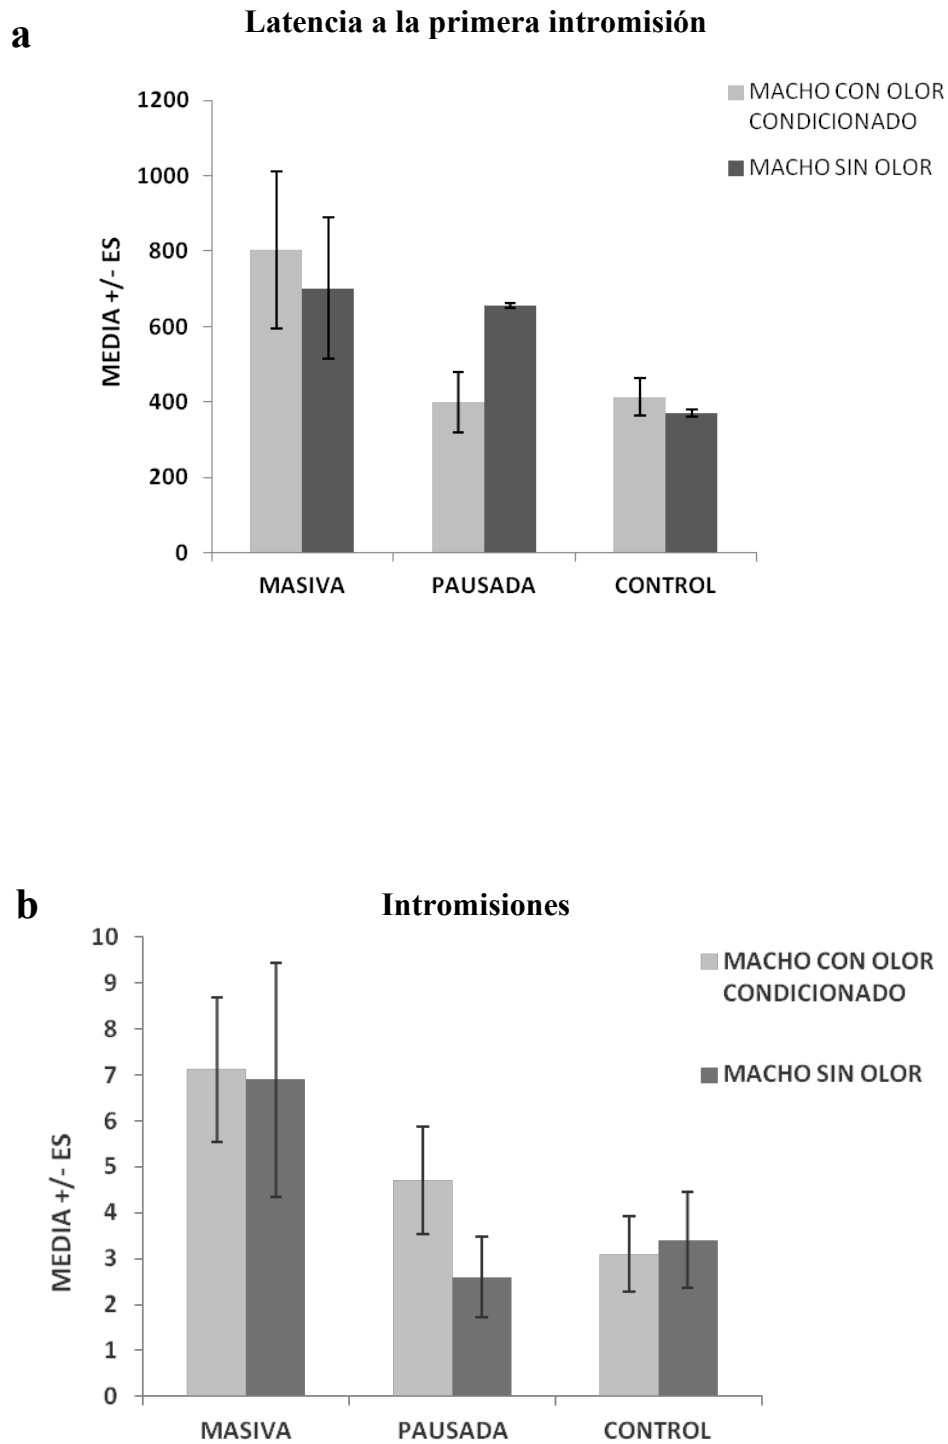 a
Latencia a la primera intromisión
MACHO CON OLOR
CONDICIONADO
MACHO SIN OLOR
MEDIA +/- ES
1200
1000
800
600
400
200
0
MASIVA PAUSADA CONTROL
b
Intromisiones
MACHO CON OLOR
CONDICIONADO
MACHO SIN OLOR
MEDIA +/- ES
10
9
8
7
6
5
4
3
2
1
0
MASIVA PAUSADA CONTROL